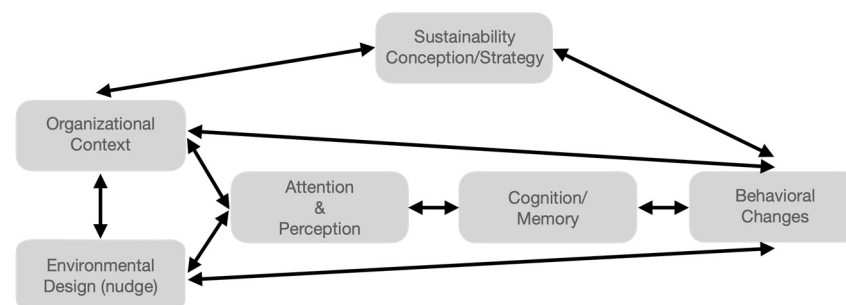 Sustainability
Conception/Strategy
Organizational
Context
Attention
&
Perception
Cognition/
Memory
Behavioral
Changes
Environmental
Design (nudge)